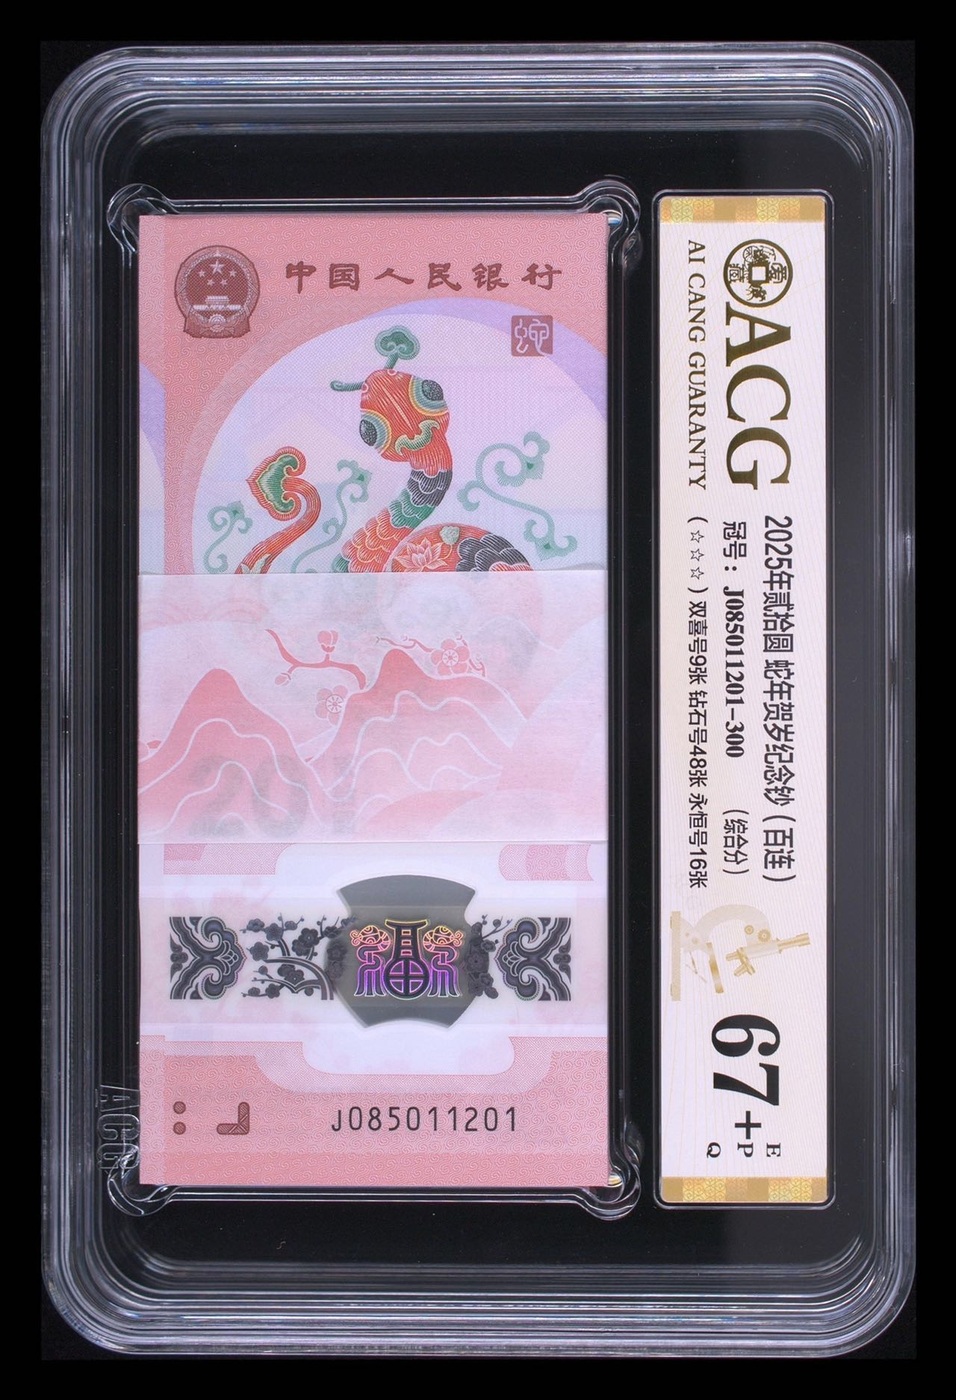 中国人民银行
蛇
J085011201
ACG
AI CANG GUARANTY
2025年贰拾圆 蛇年贺岁纪念钞（百连）
冠号：J085011201-300 （综合分）
（☆☆☆）双喜号9张 钻石号48张 永恒号16张
67+
E
P
Q
ACG